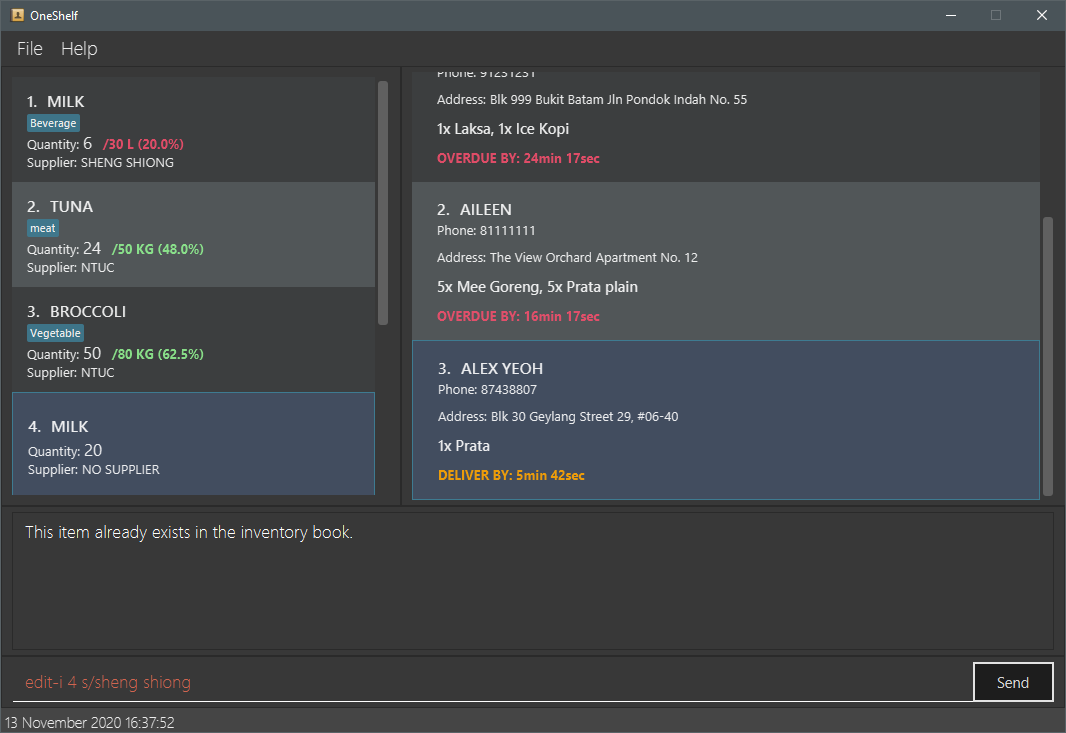 OneShelf
File Help
1. MILK
Beverage
Quantity: 6 /30 L (20.0%)
Supplier: SHENG SHIONG
2. TUNA
meat
Quantity: 24 /50 KG (48.0%)
Supplier: NTUC
3. BROCCOLI
Vegetable
Quantity: 50 /80 KG (62.5%)
Supplier: NTUC
4. MILK
Quantity: 20
Supplier: NO SUPPLIER
Phone: 91231231
Address: Blk 999 Bukit Batam Jln Pondok Indah No. 55
1x Laksa, 1x Ice Kopi
OVERDUE BY: 24min 17sec
2. AILEEN
Phone: 81111111
Address: The View Orchard Apartment No. 12
5x Mee Goreng, 5x Prata plain
OVERDUE BY: 16min 17sec
3. ALEX YEOH
Phone: 87438807
Address: Blk 30 Geylang Street 29, #06-40
1x Prata
DELIVER BY: 5min 42sec
This item already exists in the inventory book.
edit-i 4 s/sheng shiong
Send
13 November 2020 16:37:52